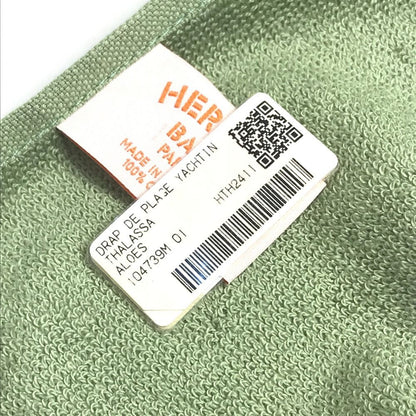 HER
BA
PA
MADE IN
100% C
DRAP DE PLAGE YACHTIN
THALASSA
ALOES
104739M 01
HTH2411